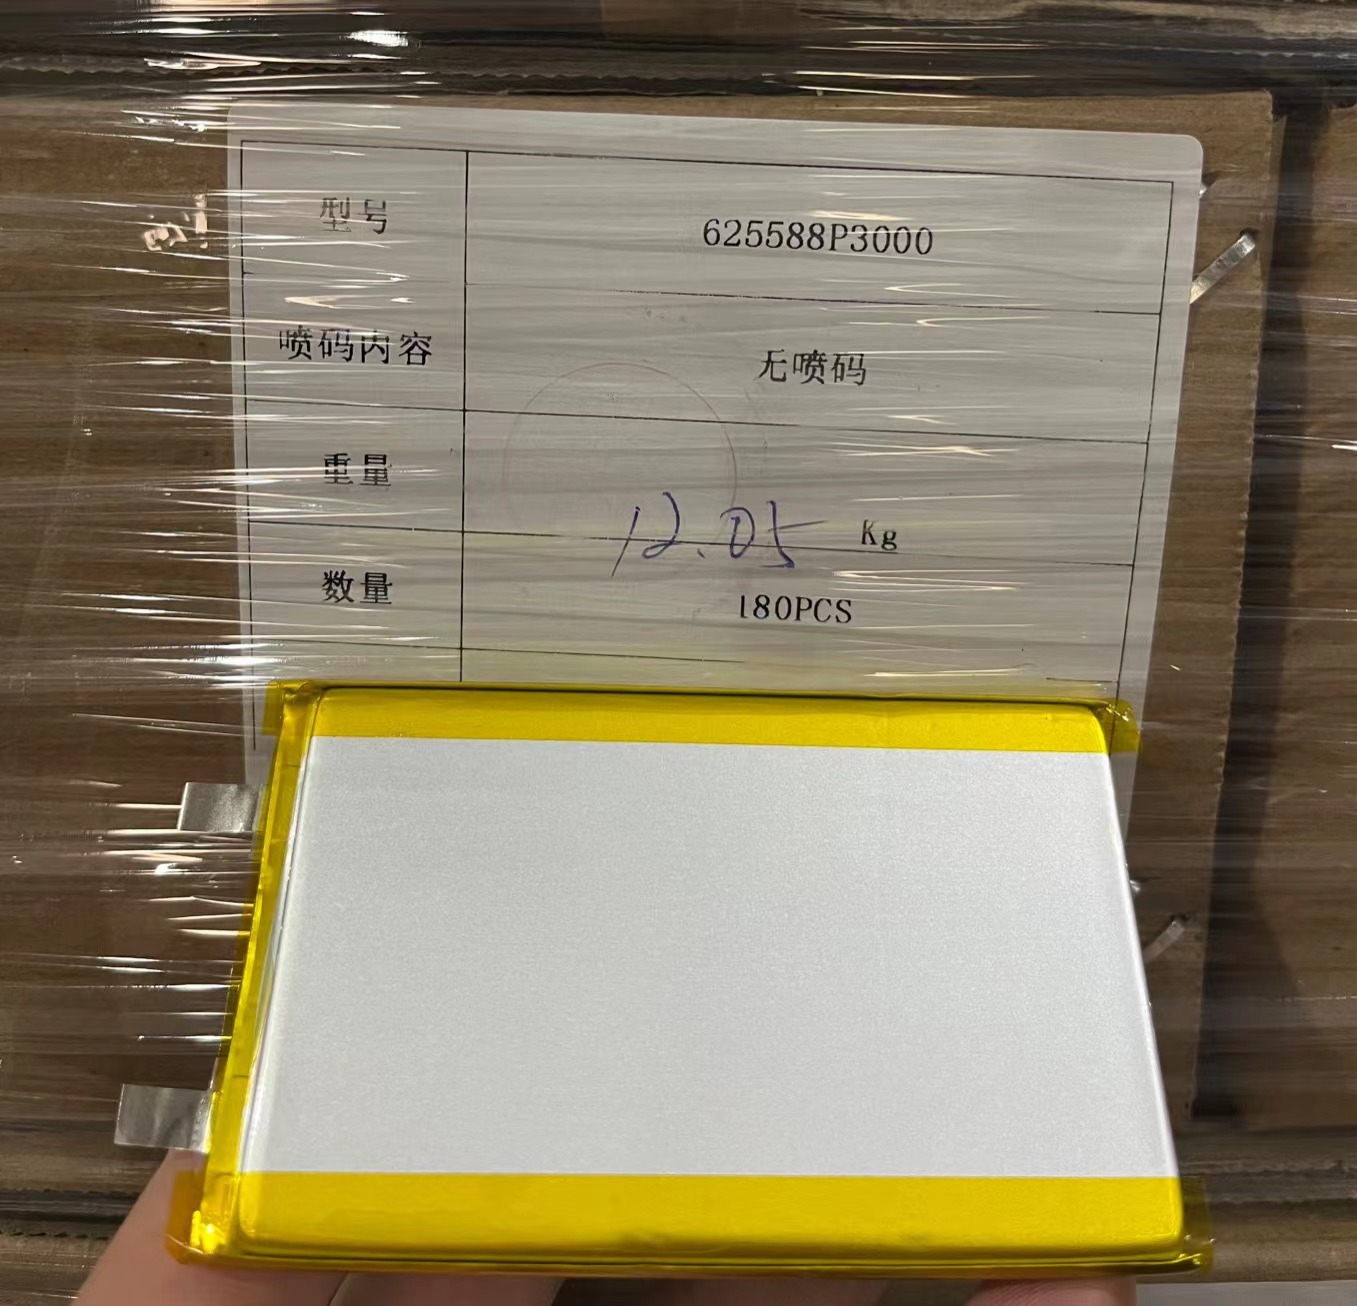 型号 625588P3000
喷码内容 无喷码
重量 12.05 Kg
数量 180PCS